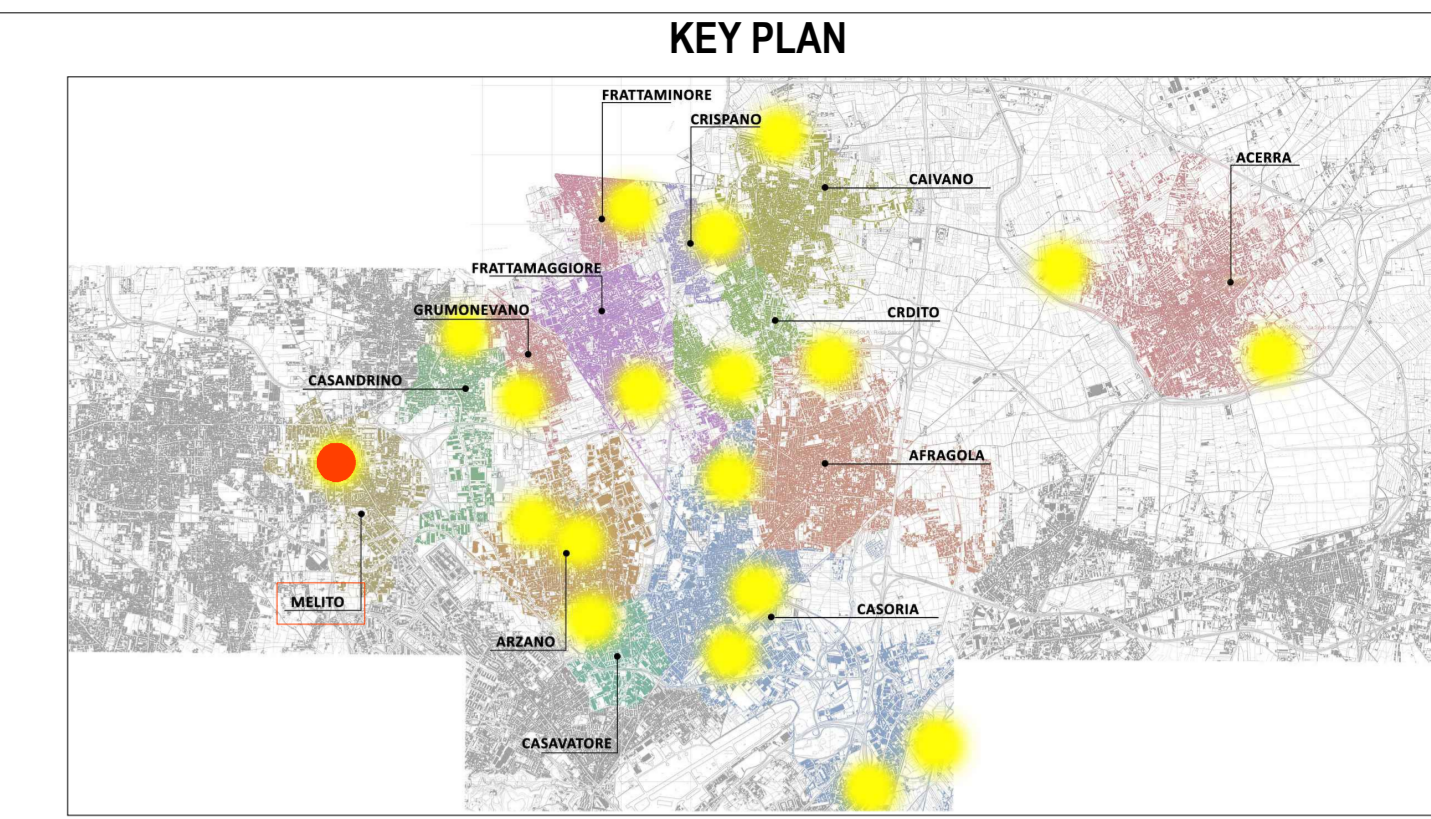 KEY PLAN
FRATTAMINORE
CRISPANO
ACERRA
CAIVANO
FRATTAMAGGIORE
GRUMONEVANO
CRDITO
CASANDRINO
AFRAGOLA
MELITO
CASORIA
ARZANO
CASAVATORE